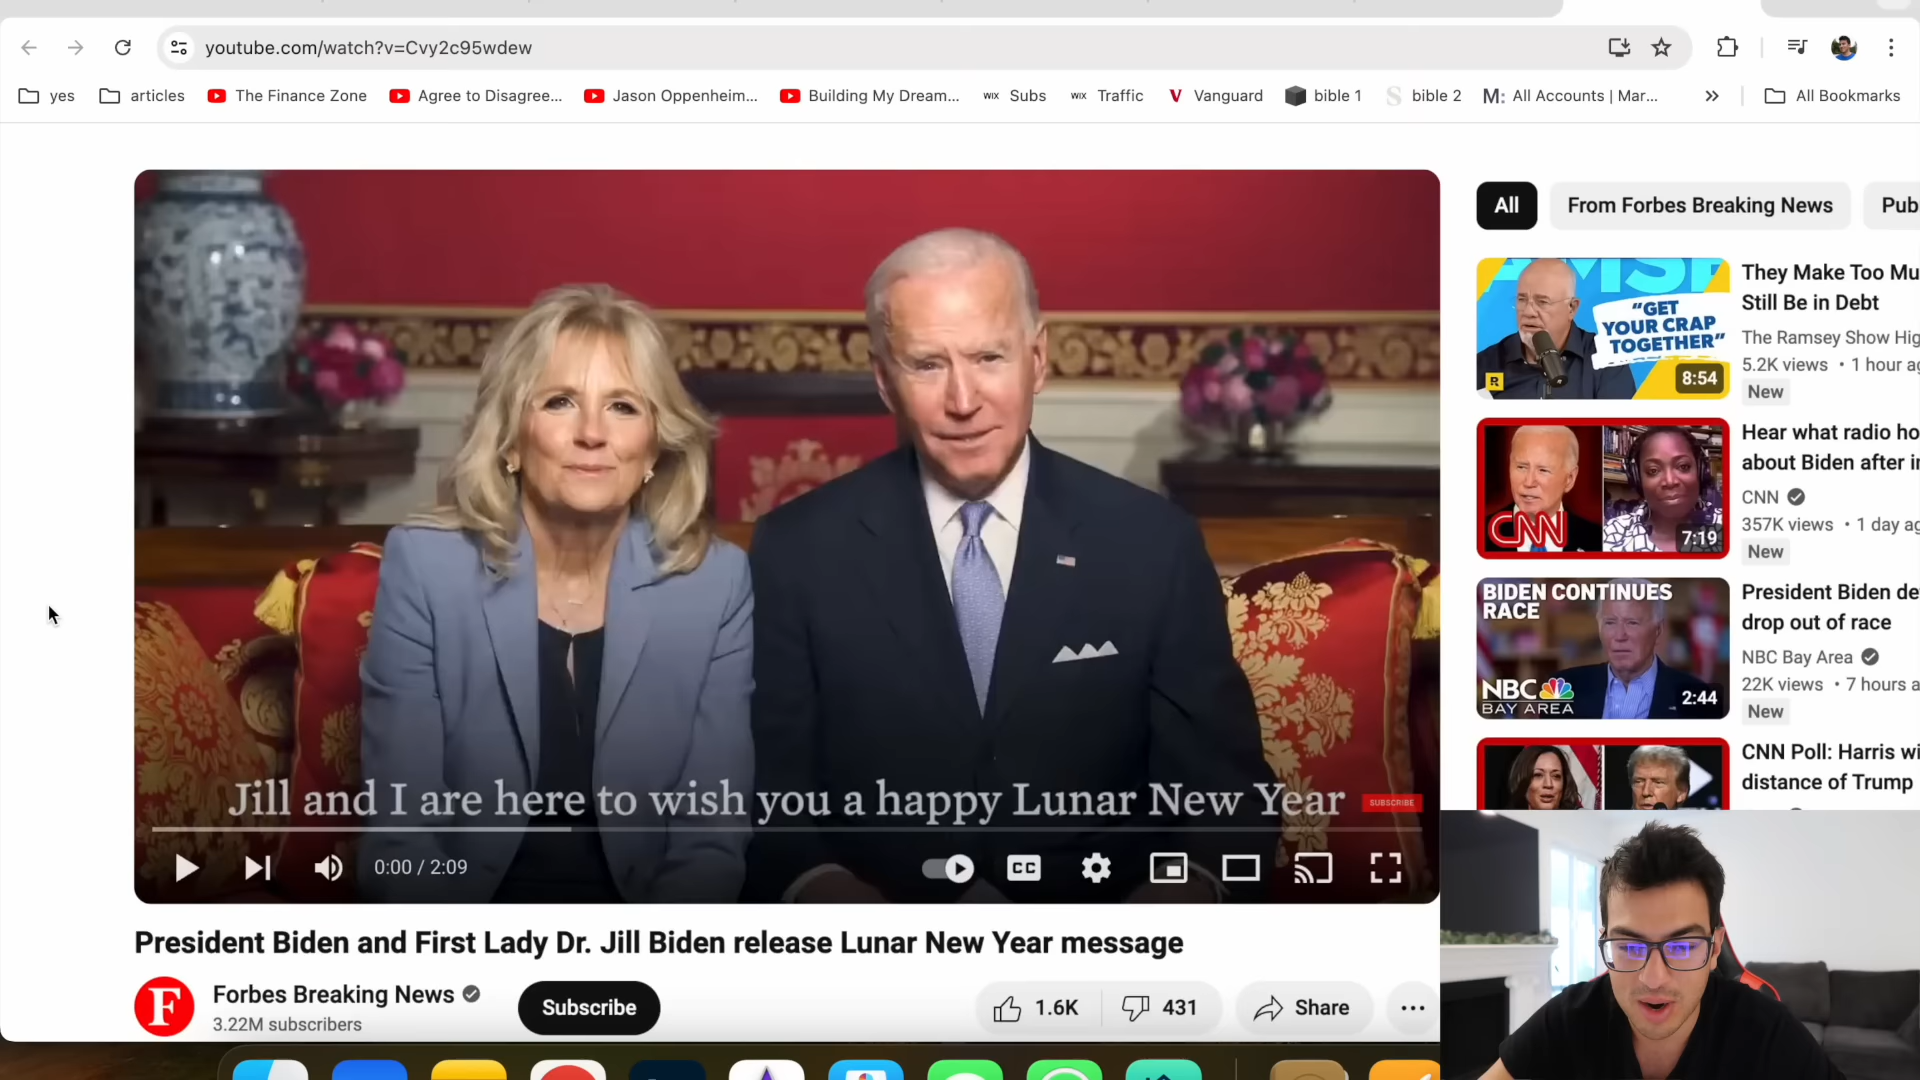 youtube.com/watch?v=Cvy2c95wdew
yes
articles
The Finance Zone
Agree to Disagree...
Jason Oppenheim...
Building My Dream...
WiX Subs
WiX Traffic
V Vanguard
bible 1
S bible 2
M: All Accounts | Mar...
All Bookmarks
Jill and I are here to wish you a happy Lunar New Year
SUBSCRIBE
0:00 / 2:09
CC
President Biden and First Lady Dr. Jill Biden release Lunar New Year message
F
Forbes Breaking News
3.22M subscribers
Subscribe
1.6K
431
Share
All
From Forbes Breaking News
Pub
"GET
YOUR CRAP
TOGETHER"
R
8:54
They Make Too Mu
Still Be in Debt
The Ramsey Show Hig
5.2K views • 1 hour ag
New
CNN
7:19
Hear what radio ho
about Biden after in
CNN
357K views • 1 day ag
New
BIDEN CONTINUES
RACE
NBC
BAY AREA
2:44
President Biden de
drop out of race
NBC Bay Area
22K views • 7 hours a
New
CNN Poll: Harris wi
distance of Trump